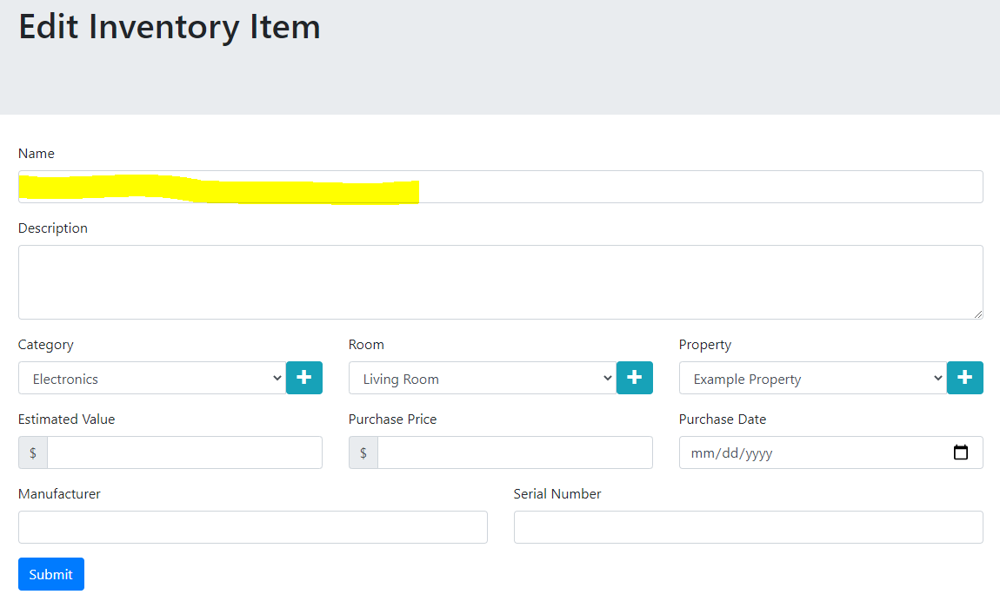 Edit Inventory Item
Name
Description
Category Room Property
Electronics Living Room Example Property
Estimated Value Purchase Price Purchase Date
$ $ mm/dd/yyyy
Manufacturer Serial Number
Submit